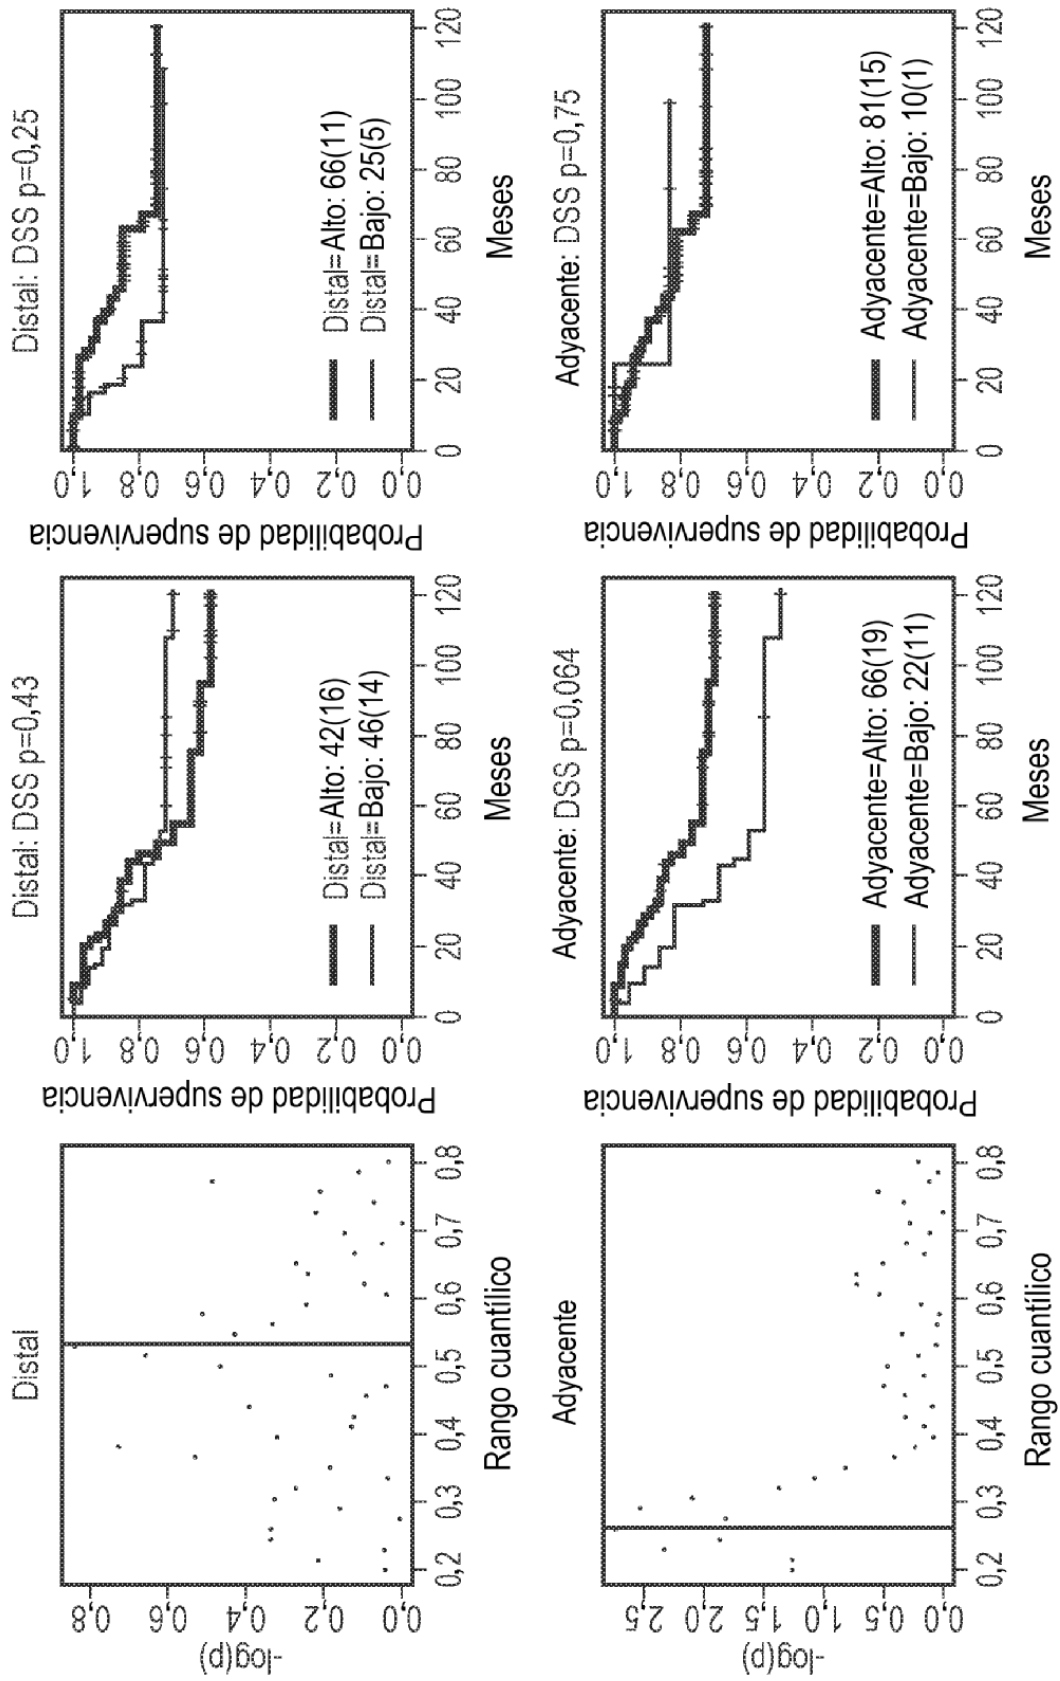 Distal
-log(p)
0,8
0,6
0,4
0,2
0,0
0,2
0,3
0,4
0,5
0,6
0,7
0,8
Rango cuantílico
Distal: DSS p=0,43
Probabilidad de supervivencia
1,0
0,8
0,6
0,4
0,2
0,0
Distal=Alto: 42(16)
Distal=Bajo: 46(14)
0
20
40
60
80
100
120
Meses
Distal: DSS p=0,25
Probabilidad de supervivencia
1,0
0,8
0,6
0,4
0,2
0,0
Distal=Alto: 66(11)
Distal=Bajo: 25(5)
0
20
40
60
80
100
120
Meses
Adyacente
-log(p)
2,5
2,0
1,5
1,0
0,5
0,0
0,2
0,3
0,4
0,5
0,6
0,7
0,8
Rango cuantílico
Adyacente: DSS p=0,064
Probabilidad de supervivencia
1,0
0,8
0,6
0,4
0,2
0,0
Adyacente=Alto: 66(19)
Adyacente=Bajo: 22(11)
0
20
40
60
80
100
120
Meses
Adyacente: DSS p=0,75
Probabilidad de supervivencia
1,0
0,8
0,6
0,4
0,2
0,0
Adyacente=Alto: 81(15)
Adyacente=Bajo: 10(1)
0
20
40
60
80
100
120
Meses